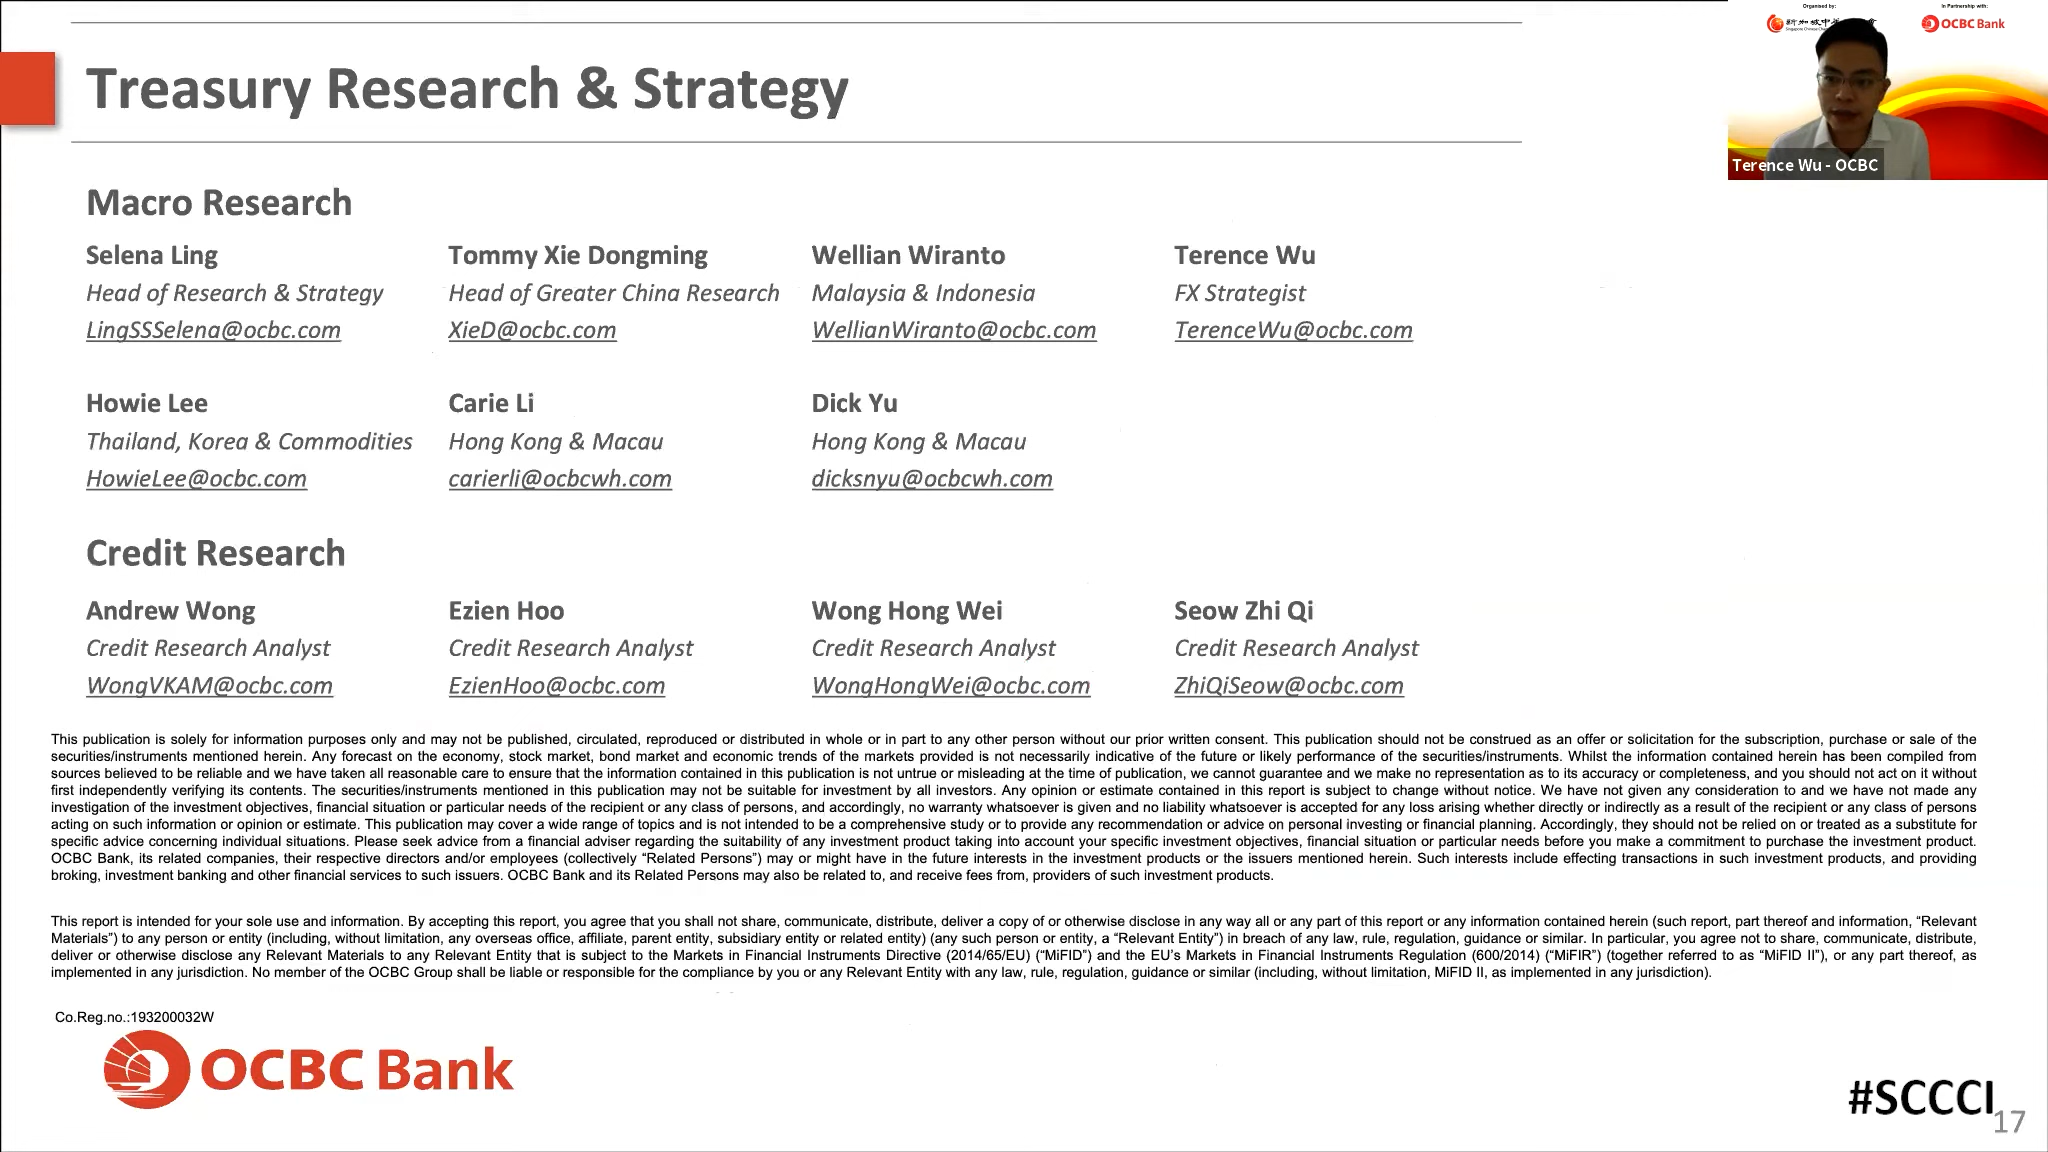 Organised by:
In Partnership with:
新加坡中
OCBC Bank
Treasury Research & Strategy
Terence Wu - OCBC
Macro Research
Selena Ling
Head of Research & Strategy
LingSSSelena@ocbc.com
Tommy Xie Dongming
Head of Greater China Research
XieD@ocbc.com
Wellian Wiranto
Malaysia & Indonesia
WellianWiranto@ocbc.com
Terence Wu
FX Strategist
TerenceWu@ocbc.com
Howie Lee
Thailand, Korea & Commodities
HowieLee@ocbc.com
Carie Li
Hong Kong & Macau
carierli@ocbcwh.com
Dick Yu
Hong Kong & Macau
dicksnyu@ocbcwh.com
Credit Research
Andrew Wong
Credit Research Analyst
WongVKAM@ocbc.com
Ezien Hoo
Credit Research Analyst
EzienHoo@ocbc.com
Wong Hong Wei
Credit Research Analyst
WongHongWei@ocbc.com
Seow Zhi Qi
Credit Research Analyst
ZhiQiSeow@ocbc.com
This publication is solely for information purposes only and may not be published, circulated, reproduced or distributed in whole or in part to any other person without our prior written consent. This publication should not be construed as an offer or solicitation for the subscription, purchase or sale of the
securities/instruments mentioned herein. Any forecast on the economy, stock market, bond market and economic trends of the markets provided is not necessarily indicative of the future or likely performance of the securities/instruments. Whilst the information contained herein has been compiled from
sources believed to be reliable and we have taken all reasonable care to ensure that the information contained in this publication is not untrue or misleading at the time of publication, we cannot guarantee and we make no representation as to its accuracy or completeness, and you should not act on it without
first independently verifying its contents. The securities/instruments mentioned in this publication may not be suitable for investment by all investors. Any opinion or estimate contained in this report is subject to change without notice. We have not given any consideration to and we have not made any
investigation of the investment objectives, financial situation or particular needs of the recipient or any class of persons, and accordingly, no warranty whatsoever is given and no liability whatsoever is accepted for any loss arising whether directly or indirectly as a result of the recipient or any class of persons
acting on such information or opinion or estimate. This publication may cover a wide range of topics and is not intended to be a comprehensive study or to provide any recommendation or advice on personal investing or financial planning. Accordingly, they should not be relied on or treated as a substitute for
specific advice concerning individual situations. Please seek advice from a financial adviser regarding the suitability of any investment product taking into account your specific investment objectives, financial situation or particular needs before you make a commitment to purchase the investment product.
OCBC Bank, its related companies, their respective directors and/or employees (collectively “Related Persons”) may or might have in the future interests in the investment products or the issuers mentioned herein. Such interests include effecting transactions in such investment products, and providing
broking, investment banking and other financial services to such issuers. OCBC Bank and its Related Persons may also be related to, and receive fees from, providers of such investment products.
This report is intended for your sole use and information. By accepting this report, you agree that you shall not share, communicate, distribute, deliver a copy of or otherwise disclose in any way all or any part of this report or any information contained herein (such report, part thereof and information, “Relevant
Materials”) to any person or entity (including, without limitation, any overseas office, affiliate, parent entity, subsidiary entity or related entity) (any such person or entity, a “Relevant Entity”) in breach of any law, rule, regulation, guidance or similar. In particular, you agree not to share, communicate, distribute,
deliver or otherwise disclose any Relevant Materials to any Relevant Entity that is subject to the Markets in Financial Instruments Directive (2014/65/EU) (“MiFID”) and the EU’s Markets in Financial Instruments Regulation (600/2014) (“MiFIR”) (together referred to as “MiFID II”), or any part thereof, as
implemented in any jurisdiction. No member of the OCBC Group shall be liable or responsible for the compliance by you or any Relevant Entity with any law, rule, regulation, guidance or similar (including, without limitation, MiFID II, as implemented in any jurisdiction).
Co.Reg.no.:193200032W
OCBC Bank
#SCCCI
17